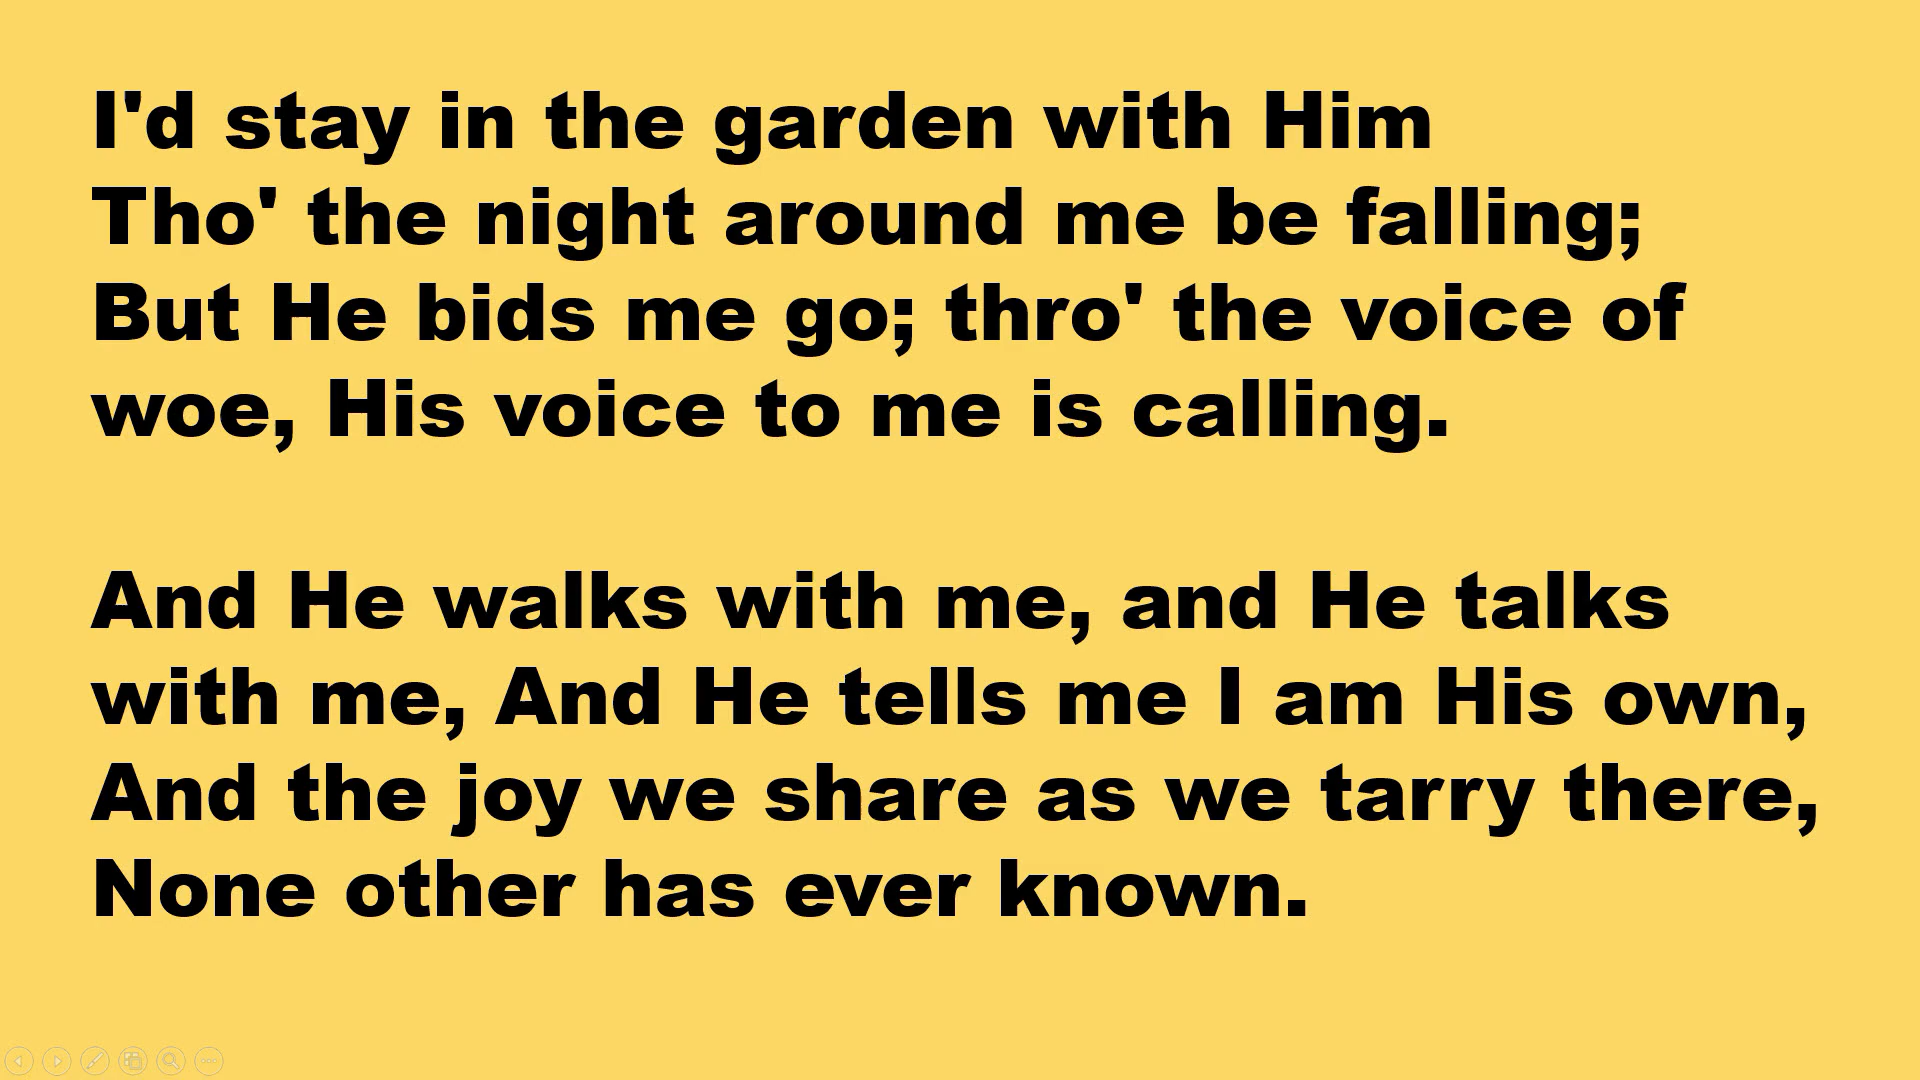 I'd stay in the garden with Him
Tho' the night around me be falling;
But He bids me go; thro' the voice of
woe, His voice to me is calling.
And He walks with me, and He talks
with me, And He tells me I am His own,
And the joy we share as we tarry there,
None other has ever known.